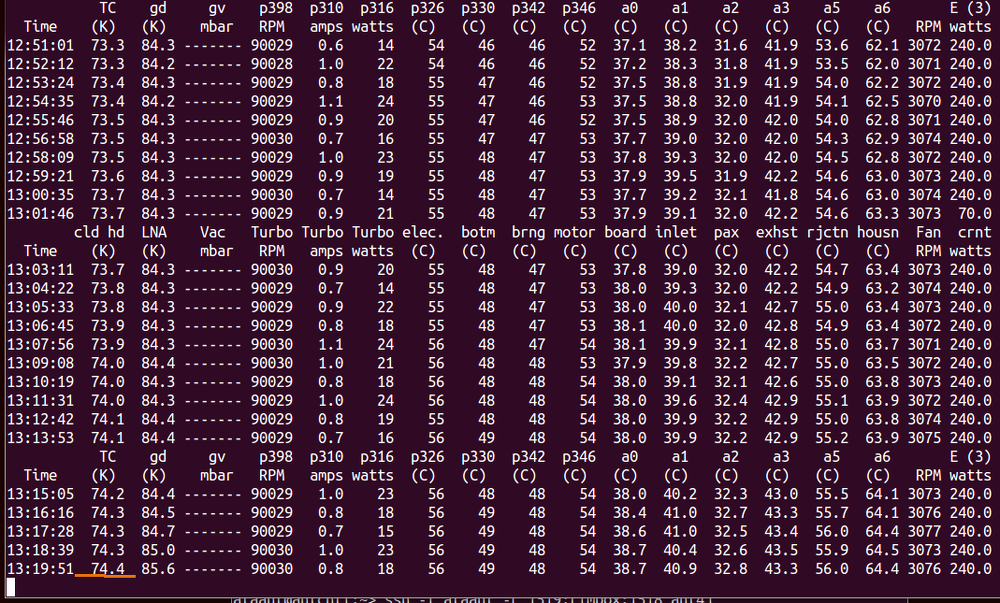 TC gd gv p398 p310 p316 p326 p330 p342 p346 a0 a1 a2 a3 a5 a6 E (3)
Time (K) (K) mbar RPM amps watts (C) (C) (C) (C) (C) (C) (C) (C) (C) (C) RPM watts
12:51:01 73.3 84.3 ------- 90029 0.6 14 54 46 46 52 37.1 38.2 31.6 41.9 53.6 62.1 3072 240.0
12:52:12 73.3 84.2 ------- 90028 1.0 22 54 46 46 52 37.2 38.3 31.8 41.9 53.5 62.0 3071 240.0
12:53:24 73.4 84.3 ------- 90029 0.8 18 55 47 46 52 37.5 38.8 31.9 41.9 54.0 62.2 3072 240.0
12:54:35 73.4 84.2 ------- 90029 1.1 24 55 47 46 53 37.5 38.8 32.0 41.9 54.1 62.5 3070 240.0
12:55:46 73.5 84.3 ------- 90029 0.9 20 55 47 46 52 37.5 38.9 32.0 42.0 54.0 62.8 3071 240.0
12:56:58 73.5 84.3 ------- 90030 0.7 16 55 47 47 53 37.7 39.0 32.0 42.0 54.3 62.9 3074 240.0
12:58:09 73.5 84.3 ------- 90029 1.0 23 55 48 47 53 37.8 39.3 32.0 42.0 54.5 62.8 3072 240.0
12:59:21 73.6 84.3 ------- 90029 0.9 19 55 48 47 53 37.9 39.5 31.9 42.2 54.6 63.0 3073 240.0
13:00:35 73.7 84.3 ------- 90030 0.7 14 55 48 47 53 37.7 39.2 32.1 41.8 54.6 63.0 3074 240.0
13:01:46 73.7 84.3 ------- 90029 0.9 21 55 48 47 53 37.9 39.1 32.0 42.2 54.6 63.3 3073 70.0
cld hd LNA Vac Turbo Turbo Turbo elec. botm brng motor board inlet pax exhst rjctn housn Fan crnt
Time (K) (K) mbar RPM amps watts (C) (C) (C) (C) (C) (C) (C) (C) (C) (C) RPM watts
13:03:11 73.7 84.3 ------- 90030 0.9 20 55 48 47 53 37.8 39.0 32.0 42.2 54.7 63.4 3073 240.0
13:04:22 73.8 84.3 ------- 90029 0.7 14 55 48 47 53 38.0 39.3 32.0 42.2 54.9 63.2 3074 240.0
13:05:33 73.8 84.3 ------- 90029 0.9 22 55 48 47 53 38.0 40.0 32.1 42.7 55.0 63.4 3073 240.0
13:06:45 73.9 84.3 ------- 90029 0.8 18 55 48 47 53 38.1 40.0 32.0 42.8 54.9 63.4 3072 240.0
13:07:56 73.9 84.3 ------- 90030 1.1 24 56 48 47 54 38.1 39.9 32.1 42.8 55.0 63.7 3071 240.0
13:09:08 74.0 84.4 ------- 90030 1.0 21 56 48 48 53 37.9 39.8 32.2 42.7 55.0 63.5 3072 240.0
13:10:19 74.0 84.3 ------- 90029 0.8 18 56 48 48 54 38.0 39.1 32.1 42.6 55.0 63.8 3073 240.0
13:11:31 74.0 84.3 ------- 90029 1.0 24 56 48 48 54 38.0 39.6 32.4 42.9 55.1 63.9 3072 240.0
13:12:42 74.1 84.4 ------- 90029 0.8 19 55 48 48 54 38.0 39.9 32.2 42.9 55.0 63.8 3074 240.0
13:13:53 74.1 84.4 ------- 90029 0.7 16 56 49 48 54 38.0 39.9 32.2 42.9 55.2 63.9 3075 240.0
TC gd gv p398 p310 p316 p326 p330 p342 p346 a0 a1 a2 a3 a5 a6 E (3)
Time (K) (K) mbar RPM amps watts (C) (C) (C) (C) (C) (C) (C) (C) (C) (C) RPM watts
13:15:05 74.2 84.4 ------- 90029 1.0 23 56 48 48 54 38.0 40.2 32.3 43.0 55.5 64.1 3073 240.0
13:16:16 74.3 84.5 ------- 90029 0.8 18 56 49 48 54 38.4 41.0 32.7 43.3 55.7 64.1 3076 240.0
13:17:28 74.3 84.7 ------- 90029 0.7 15 56 49 48 54 38.6 41.0 32.5 43.4 56.0 64.4 3077 240.0
13:18:39 74.3 85.0 ------- 90030 1.0 23 56 49 48 54 38.7 40.4 32.6 43.5 55.9 64.5 3073 240.0
13:19:51 74.4 85.6 ------- 90030 0.8 18 56 49 48 54 38.7 40.9 32.8 43.3 56.0 64.4 3076 240.0